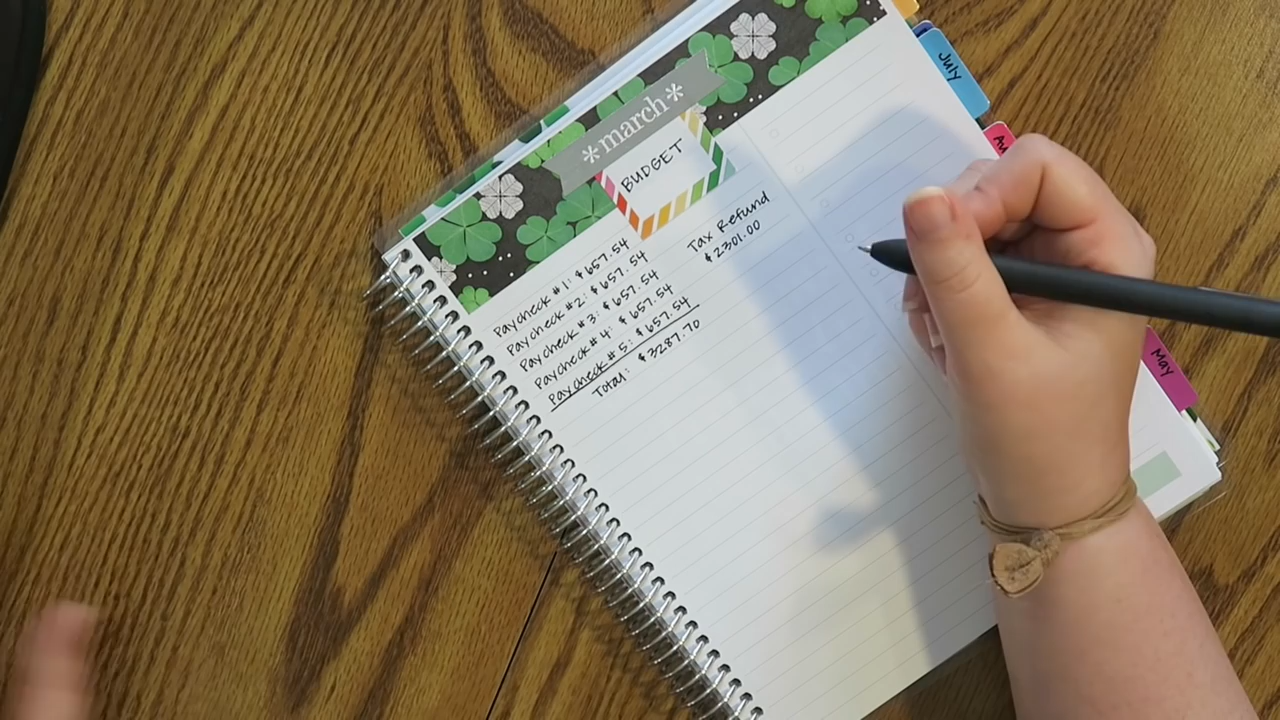 *march*
BUDGET
Paycheck #1: $657.54
Paycheck #2: $657.54
Paycheck #3: $657.54
Paycheck #4: $657.54
Paycheck #5: $657.54
Total: $3287.70
Tax Refund
$2301.00
July
Au
May